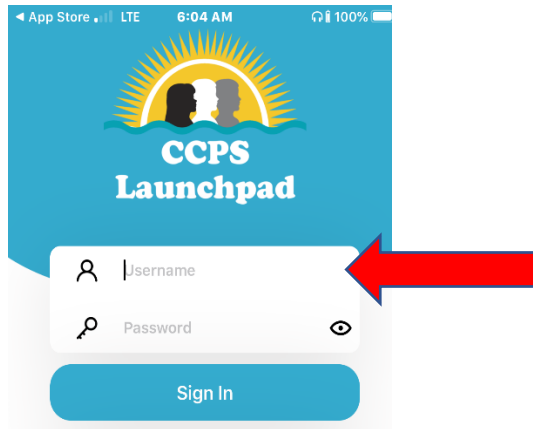 App Store LTE 6:04 AM 100%
CCPS
Launchpad
Username
Password
Sign In